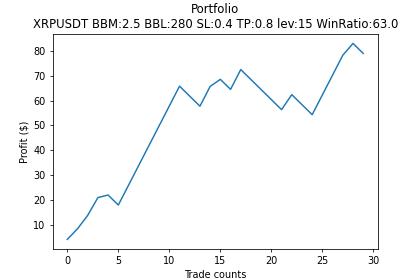 Portfolio
XRPUSDT BBM:2.5 BBL:280 SL:0.4 TP:0.8 lev:15 WinRatio:63.0
80
70
60
50
40
30
20
10
Profit ($)
0 5 10 15 20 25 30
Trade counts